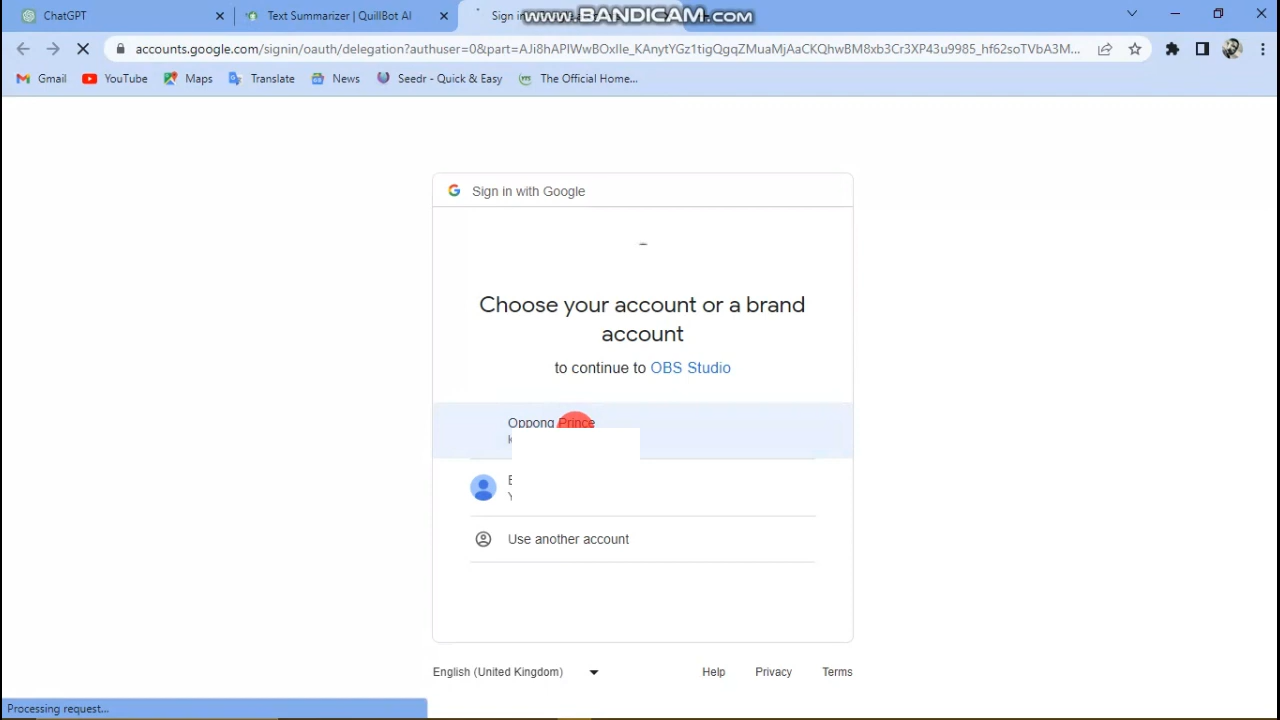 ChatGPT
Text Summarizer | QuillBot AI
Sign in
WWW.BANDICAM.COM
accounts.google.com/signin/oauth/delegation?authuser=0&part=AJi8hAPIWwBOxIle_KAnytYGz1tigQgqZMuaMjAaCKQhwBM8xb3Cr3XP43u9985_hf62soTVbA3M...
Gmail
YouTube
Maps
Translate
News
Seedr - Quick & Easy
The Official Home...
Sign in with Google
Choose your account or a brand
account
to continue to OBS Studio
Oppong Prince
Use another account
English (United Kingdom)
Help
Privacy
Terms
Processing request...